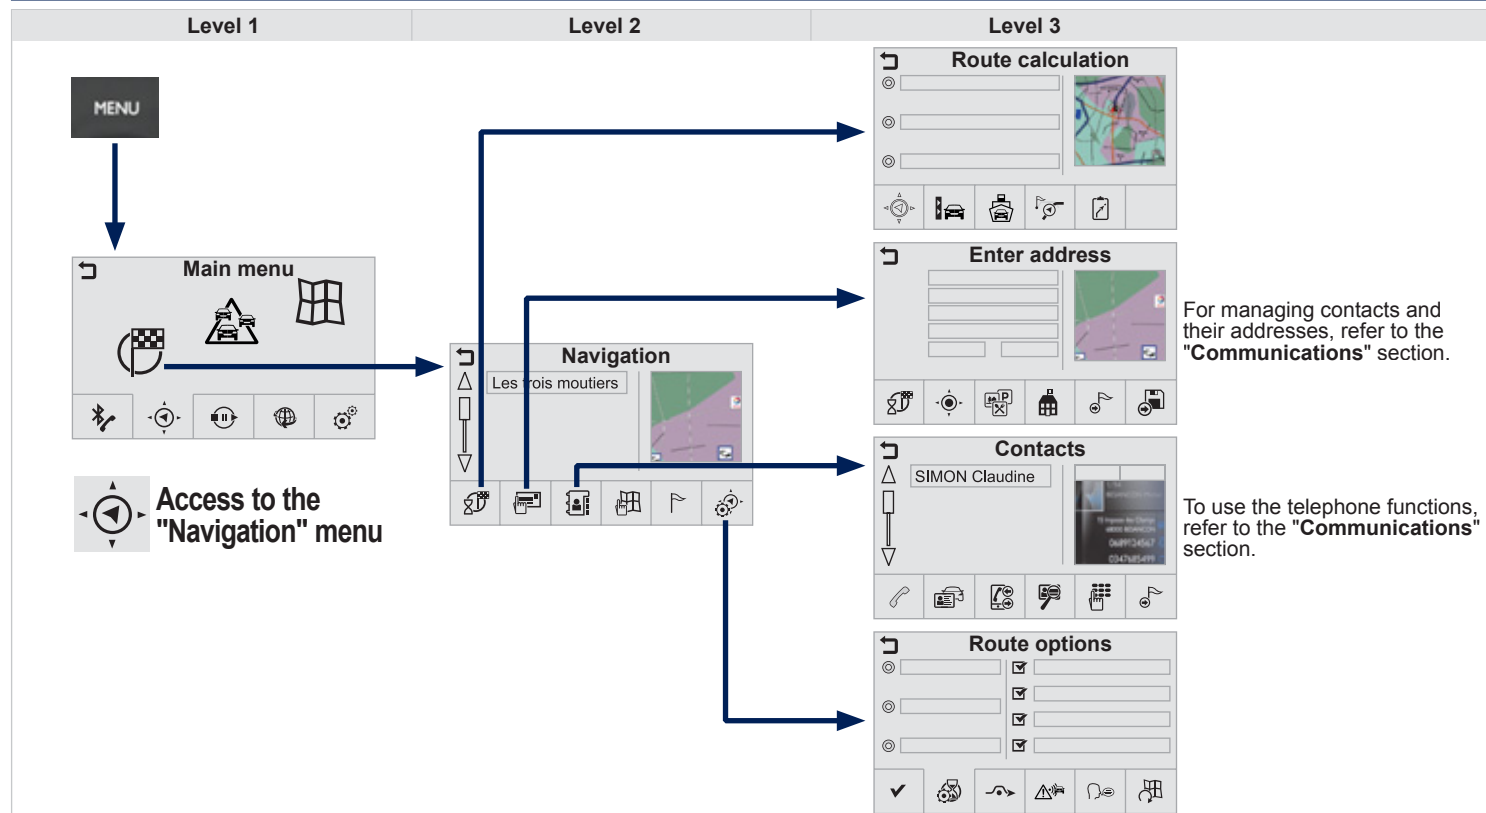 Level 1
Level 2
Level 3
MENU
Main menu
Access to the
"Navigation" menu
Navigation
Les trois moutiers
Route calculation
Enter address
For managing contacts and
their addresses, refer to the
"Communications" section.
P
Contacts
SIMON Claudine
0689124567
0347685499
To use the telephone functions,
refer to the "Communications"
section.
Route options